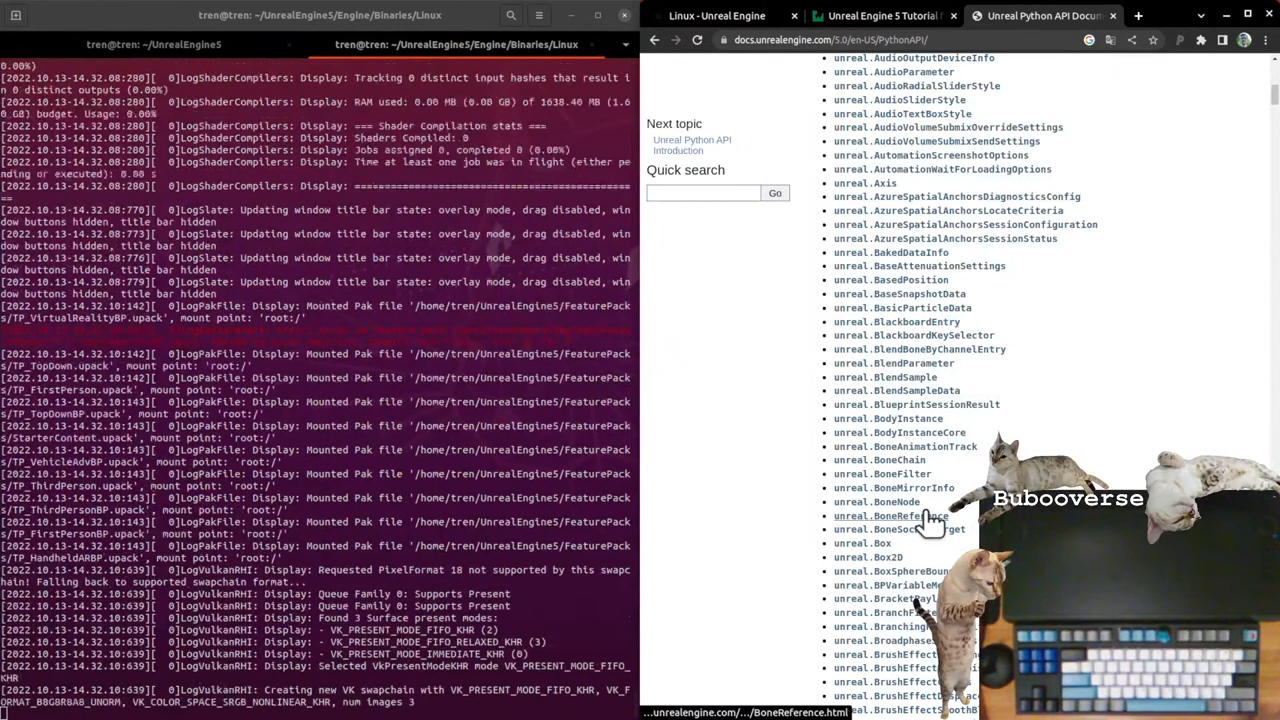 tren@tren: ~/UnrealEngine5/Engine/Binaries/Linux
tren@tren: ~/UnrealEngine5
tren@tren: ~/UnrealEngine5/Engine/Binaries/Linux
0.00%)
[2022.10.13-14.32.08:280][  0]LogShaderCompilers: Display: Tracking 0 distinct input hashes that result i
n 0 distinct outputs (0.00%)
[2022.10.13-14.32.08:280][  0]LogShaderCompilers: Display: RAM used: 0.00 MB (0.00 GB) of 1638.40 MB (1.6
0 GB) budget. Usage: 0.00%
[2022.10.13-14.32.08:280][  0]LogShaderCompilers: Display: === Shader Compilation stats ===
[2022.10.13-14.32.08:280][  0]LogShaderCompilers: Display: Shaders Compiled: 0
[2022.10.13-14.32.08:280][  0]LogShaderCompilers: Display: Jobs assigned 0, completed 0 (0.00%)
[2022.10.13-14.32.08:280][  0]LogShaderCompilers: Display: Time at least one job was in flight (either pe
nding or executed): 0.00 s
[2022.10.13-14.32.08:280][  0]LogShaderCompilers: Display: ==============================================
==
[2022.10.13-14.32.08:770][  0]LogSlate: Updating window title bar state: overlay mode, drag disabled, win
dow buttons hidden, title bar hidden
[2022.10.13-14.32.08:778][  0]LogSlate: Updating window title bar state: overlay mode, drag disabled, win
dow buttons hidden, title bar hidden
[2022.10.13-14.32.08:779][  0]LogSlate: Updating window title bar state: overlay mode, drag disabled, win
dow buttons hidden, title bar hidden
[2022.10.13-14.32.10:142][  0]LogPakFile: Display: Mounted Pak file '/home/tren/UnrealEngine5/FeaturePack
s/TP_VirtualRealityBP.upack', mount point: 'root:/'
[2022.10.13-14.32.10:142][  0]LogPakFile: Display: Mounted Pak file '/home/tren/UnrealEngine5/FeaturePack
s/TP_TopDown.upack', mount point: 'root:/'
[2022.10.13-14.32.10:142][  0]LogPakFile: Display: Mounted Pak file '/home/tren/UnrealEngine5/FeaturePack
s/TP_FirstPerson.upack', mount point: 'root:/'
[2022.10.13-14.32.10:142][  0]LogPakFile: Display: Mounted Pak file '/home/tren/UnrealEngine5/FeaturePack
s/TP_TopDownBP.upack', mount point: 'root:/'
[2022.10.13-14.32.10:142][  0]LogPakFile: Display: Mounted Pak file '/home/tren/UnrealEngine5/FeaturePack
s/StarterContent.upack', mount point: 'root:/'
[2022.10.13-14.32.10:143][  0]LogPakFile: Display: Mounted Pak file '/home/tren/UnrealEngine5/FeaturePack
s/TP_VehicleAdvBP.upack', mount point: 'root:/'
[2022.10.13-14.32.10:143][  0]LogPakFile: Display: Mounted Pak file '/home/tren/UnrealEngine5/FeaturePack
s/TP_ThirdPerson.upack', mount point: 'root:/'
[2022.10.13-14.32.10:143][  0]LogPakFile: Display: Mounted Pak file '/home/tren/UnrealEngine5/FeaturePack
s/TP_ThirdPersonBP.upack', mount point: 'root:/'
[2022.10.13-14.32.10:143][  0]LogPakFile: Display: Mounted Pak file '/home/tren/UnrealEngine5/FeaturePack
s/TP_FirstPersonBP.upack', mount point: 'root:/'
[2022.10.13-14.32.10:143][  0]LogPakFile: Display: Mounted Pak file '/home/tren/UnrealEngine5/FeaturePack
s/TP_HandheldARBP.upack', mount point: 'root:/'
[2022.10.13-14.32.10:639][  0]LogVulkanRHI: Display: Requested PixelFormat 18 not supported by this swapc
hain! Falling back to supported swapchain format...
[2022.10.13-14.32.10:639][  0]LogVulkanRHI: Display: Queue Family 0: Supports Present
[2022.10.13-14.32.10:639][  0]LogVulkanRHI: Display: Queue Family 0: Supports Present
[2022.10.13-14.32.10:639][  0]LogVulkanRHI: Display: Found 3 Surface present modes:
[2022.10.13-14.32.10:639][  0]LogVulkanRHI: Display: - VK_PRESENT_MODE_FIFO_KHR (2)
[2022.10.13-14.32.10:639][  0]LogVulkanRHI: Display: - VK_PRESENT_MODE_FIFO_RELAXED_KHR (3)
[2022.10.13-14.32.10:639][  0]LogVulkanRHI: Display: - VK_PRESENT_MODE_IMMEDIATE_KHR (0)
[2022.10.13-14.32.10:639][  0]LogVulkanRHI: Display: Selected VkPresentModeKHR mode VK_PRESENT_MODE_FIFO_
KHR
[2022.10.13-14.32.10:639][  0]LogVulkanRHI: Creating new VK swapchain with VK_PRESENT_MODE_FIFO_KHR, VK_F
ORMAT_B8G8R8A8_UNORM, VK_COLOR_SPACE_SRGB_NONLINEAR_KHR, num images 3
Linux - Unreal Engine
Unreal Engine 5 Tutorial f
Unreal Python API Docum
docs.unrealengine.com/5.0/en-US/PythonAPI/
Next topic
Unreal Python API
Introduction
Quick search
Go
unreal.AudioOutputDeviceInfo
unreal.AudioParameter
unreal.AudioRadialSliderStyle
unreal.AudioSliderStyle
unreal.AudioTextBoxStyle
unreal.AudioVolumeSubmixOverrideSettings
unreal.AudioVolumeSubmixSendSettings
unreal.AutomationScreenshotOptions
unreal.AutomationWaitForLoadingOptions
unreal.Axis
unreal.AzureSpatialAnchorsDiagnosticsConfig
unreal.AzureSpatialAnchorsLocateCriteria
unreal.AzureSpatialAnchorsSessionConfiguration
unreal.AzureSpatialAnchorsSessionStatus
unreal.BakedDataInfo
unreal.BaseAttenuationSettings
unreal.BasedPosition
unreal.BaseSnapshotData
unreal.BasicParticleData
unreal.BlackboardEntry
unreal.BlackboardKeySelector
unreal.BlendBoneByChannelEntry
unreal.BlendParameter
unreal.BlendSample
unreal.BlendSampleData
unreal.BlueprintSessionResult
unreal.BodyInstance
unreal.BodyInstanceCore
unreal.BoneAnimationTrack
unreal.BoneChain
unreal.BoneFilter
unreal.BoneMirrorInfo
unreal.BoneNode
unreal.BoneReference
unreal.BoneSoc
unreal.Box
unreal.Box2D
unreal.BoxSphereBoun
unreal.BPVariableMe
unreal.BracketPayl
unreal.BranchF
unreal.Branching
unreal.Broadphase
unreal.BrushEffect
unreal.BrushEffect
unreal.BrushEffect
unreal.BrushEffect
unreal.BrushEffect
Bubooverse
...unrealengine.com/.../BoneReference.html